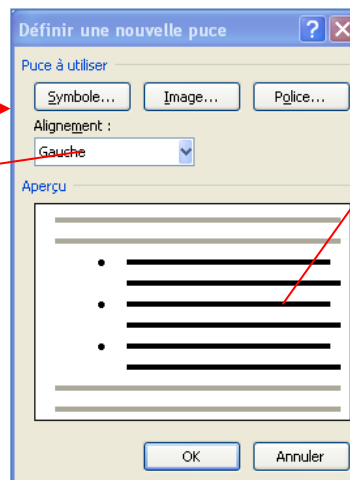 Définir une nouvelle puce
Puce à utiliser
Symbole... Image... Police...
Alignement :
Gauche
Aperçu
OK Annuler